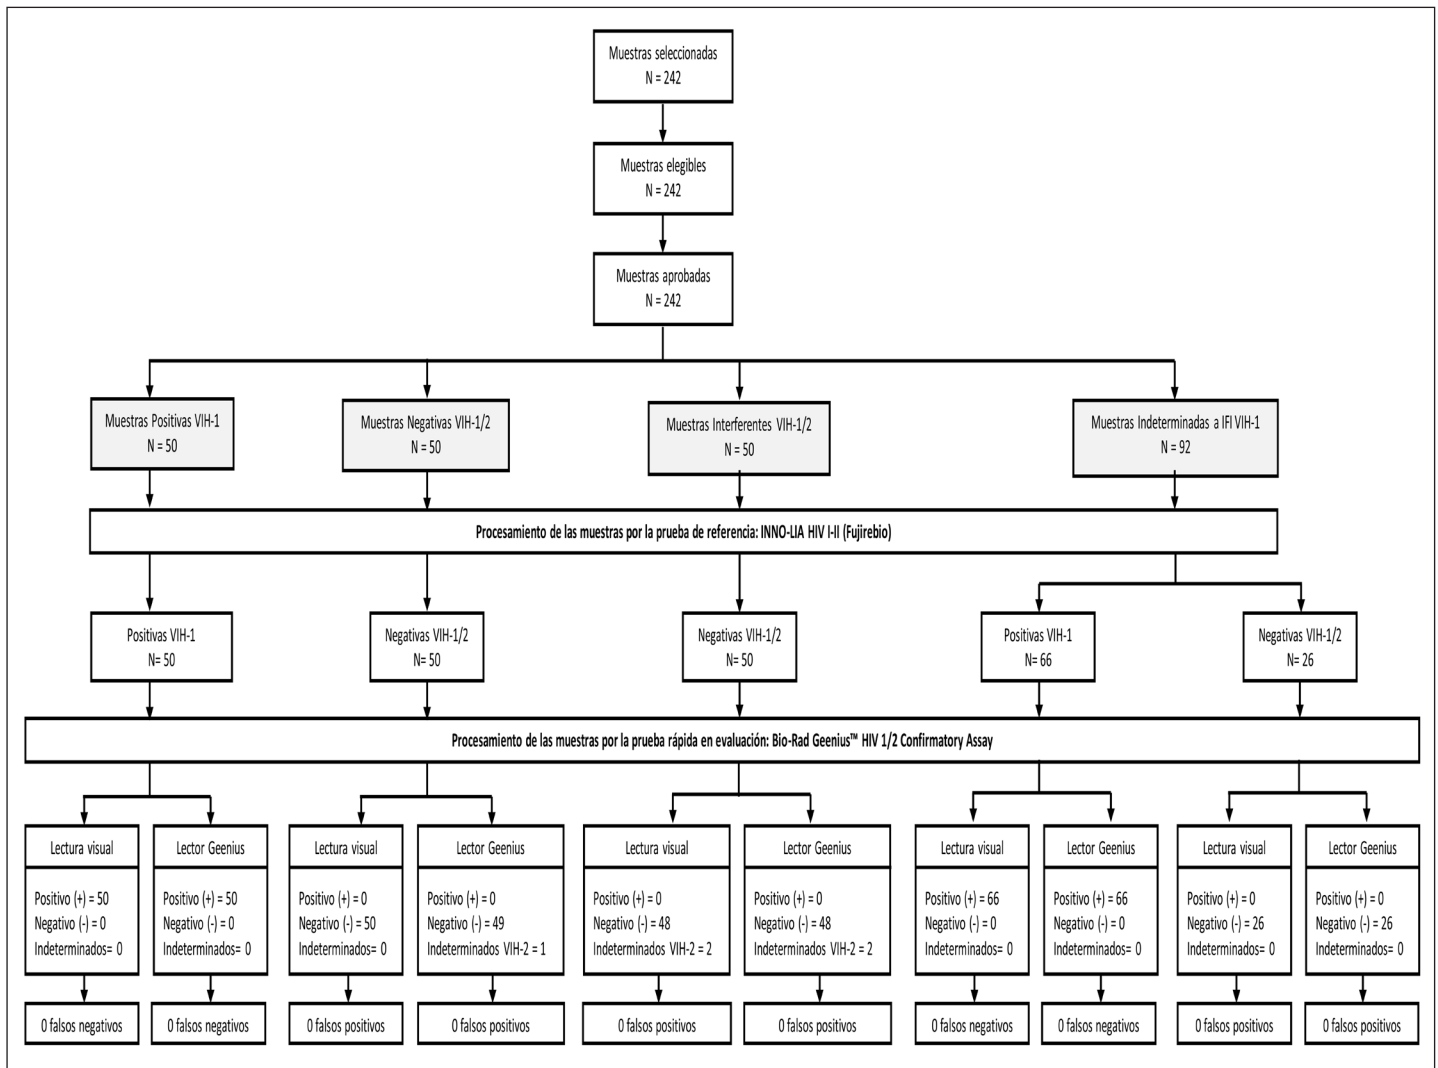 Muestras seleccionadas
N = 242
Muestras elegibles
N = 242
Muestras aprobadas
N = 242
Muestras Positivas VIH-1
N = 50
Muestras Negativas VIH-1/2
N = 50
Muestras Interferentes VIH-1/2
N = 50
Muestras Indeterminadas a IFI VIH-1
N = 92
Procesamiento de las muestras por la prueba de referencia: INNO-LIA HIV I-II (Fujirebio)
Positivas VIH-1
N= 50
Negativas VIH-1/2
N= 50
Negativas VIH-1/2
N= 50
Positivas VIH-1
N= 66
Negativas VIH-1/2
N= 26
Procesamiento de las muestras por la prueba rápida en evaluación: Bio-Rad Geenius™ HIV 1/2 Confirmatory Assay
Lectura visual
Positivo (+) = 50
Negativo (-) = 0
Indeterminados= 0
0 falsos negativos
Lector Geenius
Positivo (+) = 50
Negativo (-) = 0
Indeterminados= 0
0 falsos negativos
Lectura visual
Positivo (+) = 0
Negativo (-) = 50
Indeterminados= 0
0 falsos positivos
Lector Geenius
Positivo (+) = 0
Negativo (-) = 49
Indeterminados VIH-2 = 1
0 falsos positivos
Lectura visual
Positivo (+) = 0
Negativo (-) = 48
Indeterminados VIH-2 = 2
0 falsos positivos
Lector Geenius
Positivo (+) = 0
Negativo (-) = 48
Indeterminados VIH-2 = 2
0 falsos positivos
Lectura visual
Positivo (+) = 66
Negativo (-) = 0
Indeterminados= 0
0 falsos negativos
Lector Geenius
Positivo (+) = 66
Negativo (-) = 0
Indeterminados= 0
0 falsos negativos
Lectura visual
Positivo (+) = 0
Negativo (-) = 26
Indeterminados= 0
0 falsos positivos
Lector Geenius
Positivo (+) = 0
Negativo (-) = 26
Indeterminados= 0
0 falsos positivos